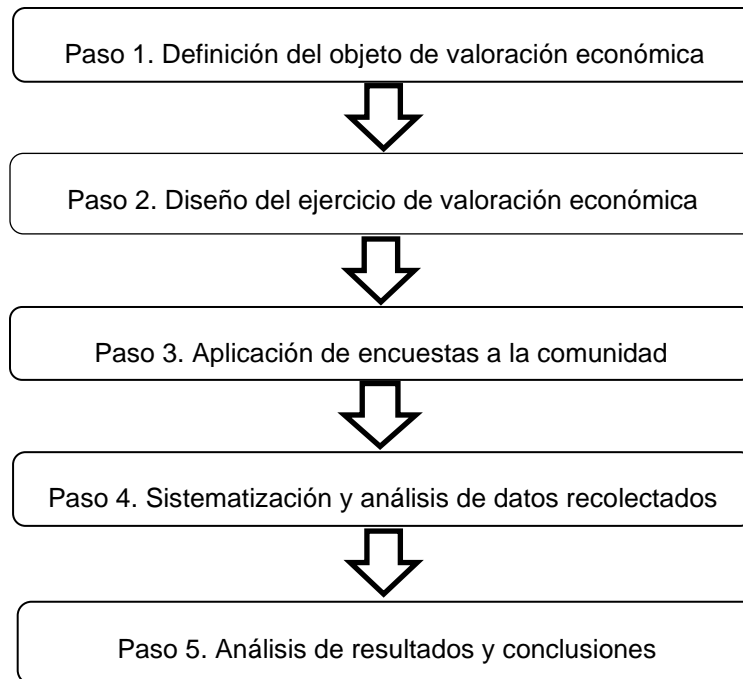 Paso 1. Definición del objeto de valoración económica
Paso 2. Diseño del ejercicio de valoración económica
Paso 3. Aplicación de encuestas a la comunidad
Paso 4. Sistematización y análisis de datos recolectados
Paso 5. Análisis de resultados y conclusiones